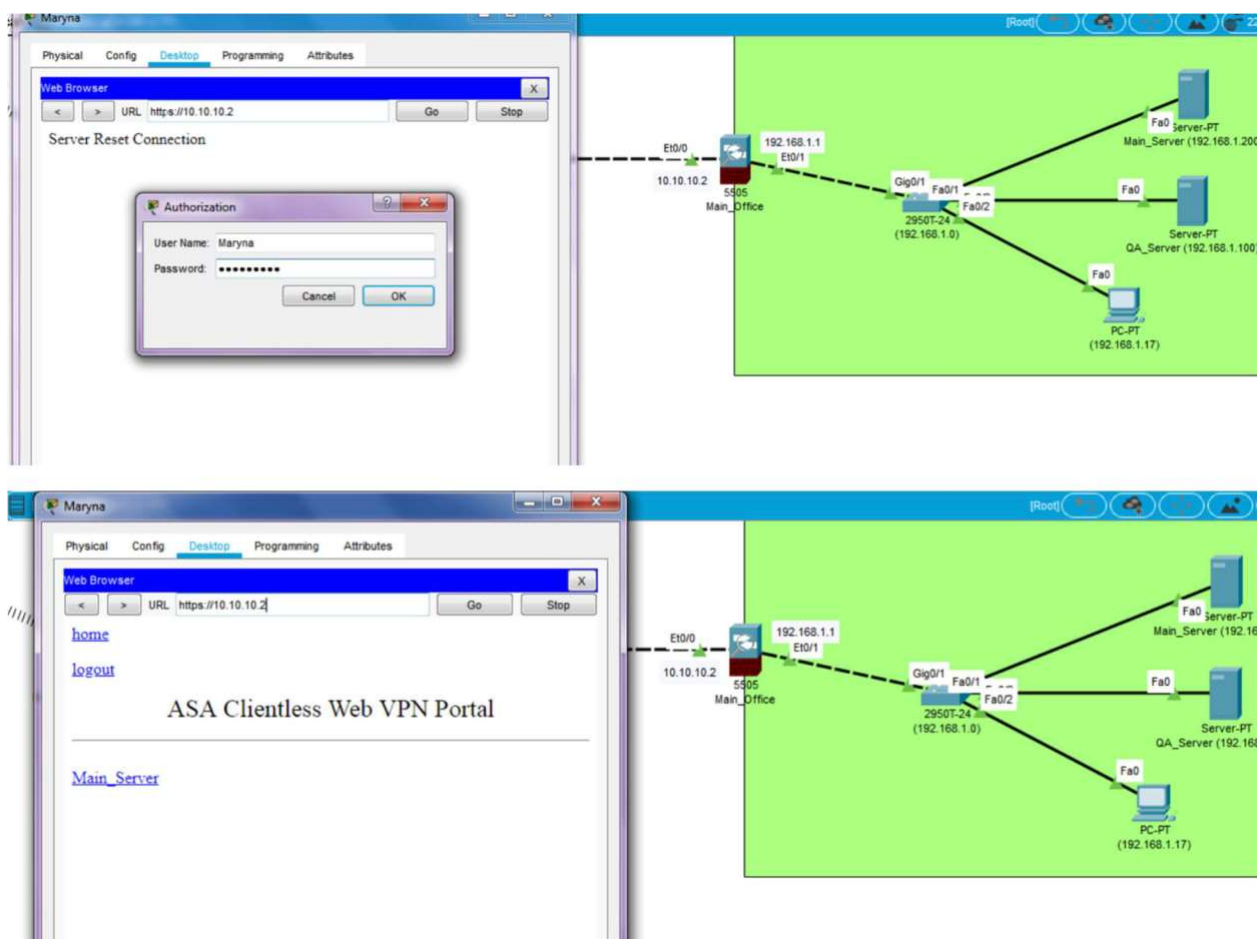 Maryna
[Root]
Physical Config Desktop Programming Attributes
Web Browser
X
< > URL https://10.10.10.2 Go Stop
Server Reset Connection
Authorization
User Name: Maryna
Password: •••••••••
Cancel OK
Et0/0
10.10.10.2
192.168.1.1
Et0/1
5505
Main_Office
Gig0/1
Fa0/1
Fa0/2
2950T-24
(192.168.1.0)
Fa0
Server-PT
Main_Server (192.168.1.200
Fa0
Server-PT
QA_Server (192.168.1.100)
Fa0
PC-PT
(192.168.1.17)
Maryna
[Root]
Physical Config Desktop Programming Attributes
Web Browser
X
< > URL https://10.10.10.2 Go Stop
home
logout
ASA Clientless Web VPN Portal
Main_Server
Et0/0
10.10.10.2
192.168.1.1
Et0/1
5505
Main_Office
Gig0/1
Fa0/1
Fa0/2
2950T-24
(192.168.1.0)
Fa0
Server-PT
Main_Server (192.16
Fa0
Server-PT
QA_Server (192.168
Fa0
PC-PT
(192.168.1.17)